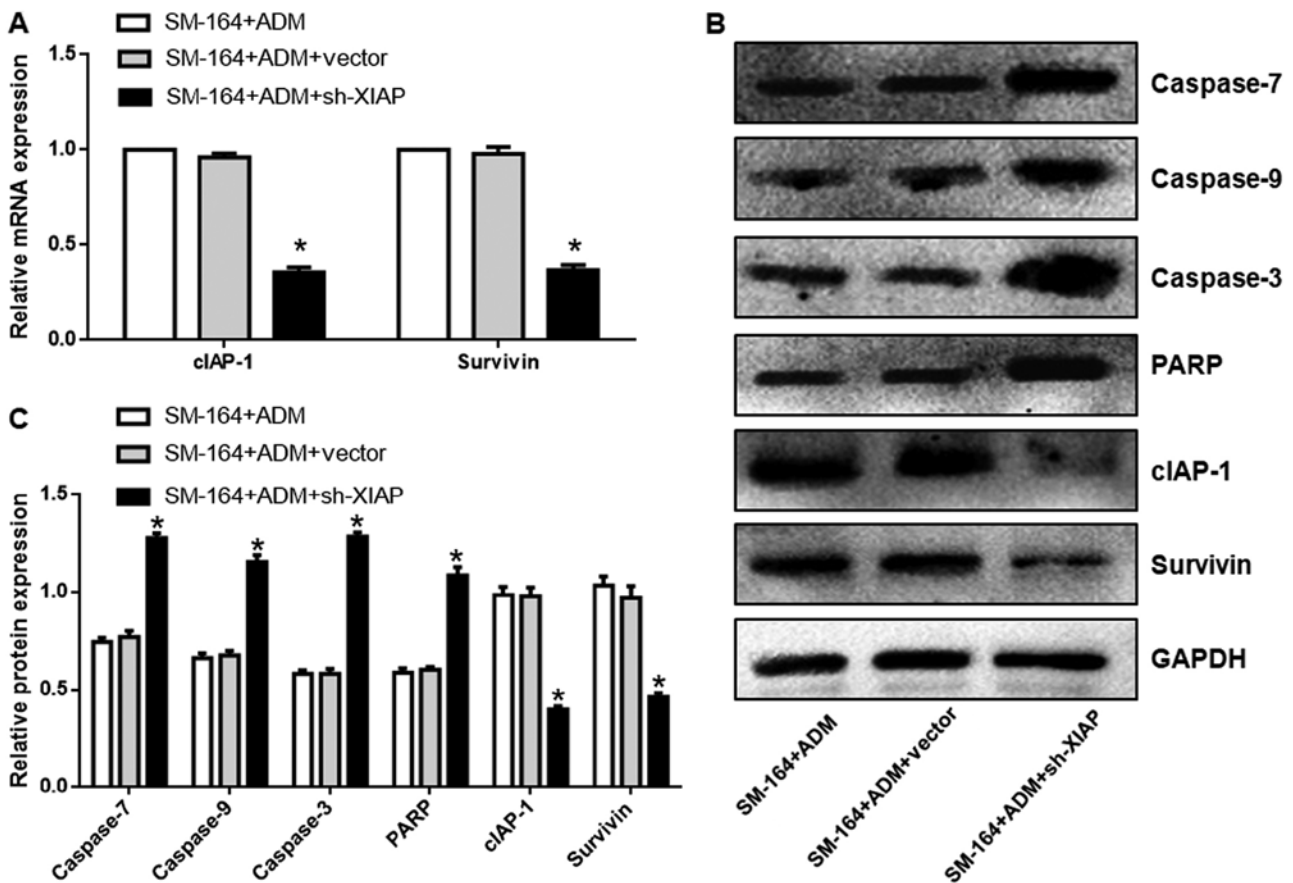 A
SM-164+ADM
SM-164+ADM+vector
SM-164+ADM+sh-XIAP
Relative mRNA expression
1.5
1.0
0.5
0.0
*
*
cIAP-1
Survivin
B
Caspase-7
Caspase-9
Caspase-3
PARP
cIAP-1
Survivin
GAPDH
SM-164+ADM
SM-164+ADM+vector
SM-164+ADM+sh-XIAP
C
SM-164+ADM
SM-164+ADM+vector
SM-164+ADM+sh-XIAP
Relative protein expression
1.5
1.0
0.5
0.0
*
*
*
*
*
*
Caspase-7
Caspase-9
Caspase-3
PARP
cIAP-1
Survivin